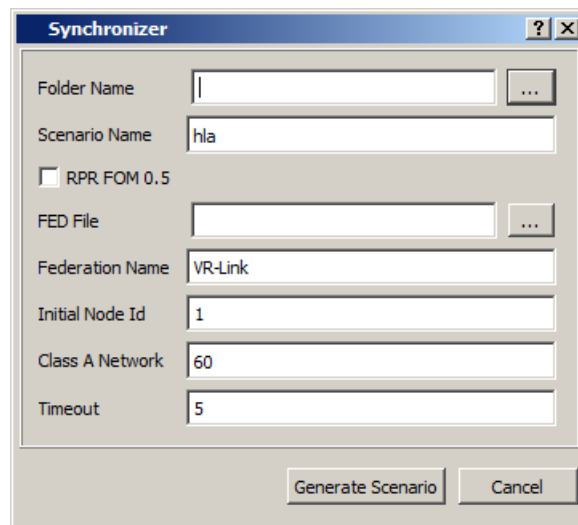 Synchronizer ? X
Folder Name ...
Scenario Name hla
RPR FOM 0.5
FED File ...
Federation Name VR-Link
Initial Node Id 1
Class A Network 60
Timeout 5
Generate Scenario Cancel